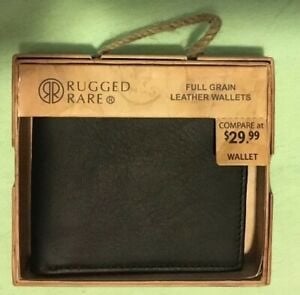 RUGGED
RARE®
FULL GRAIN
LEATHER WALLETS
COMPARE at
$29.99
WALLET